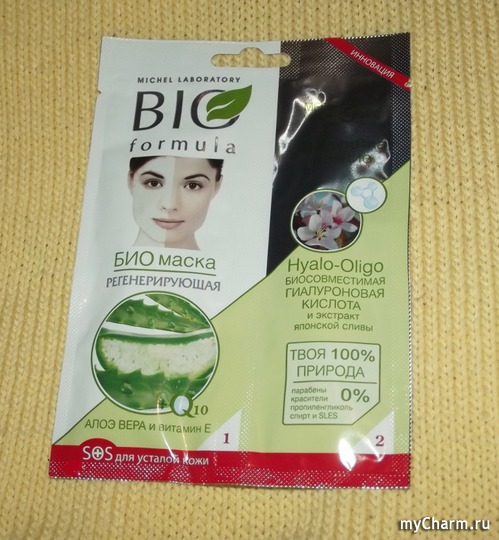 ИННОВАЦИЯ
MICHEL LABORATORY
BIO
formula
БИО маска
РЕГЕНЕРИРУЮЩАЯ
+Q10
АЛОЭ ВЕРА и витамин Е
1
SOS для усталой кожи
Hyalo-Oligo
БИОСОВМЕСТИМАЯ
ГИАЛУРОНОВАЯ
КИСЛОТА
и экстракт
японской сливы
ТВОЯ 100%
ПРИРОДА
парабены
красители
пропиленгликоль
спирт и SLES
0%
2
myCharm.ru